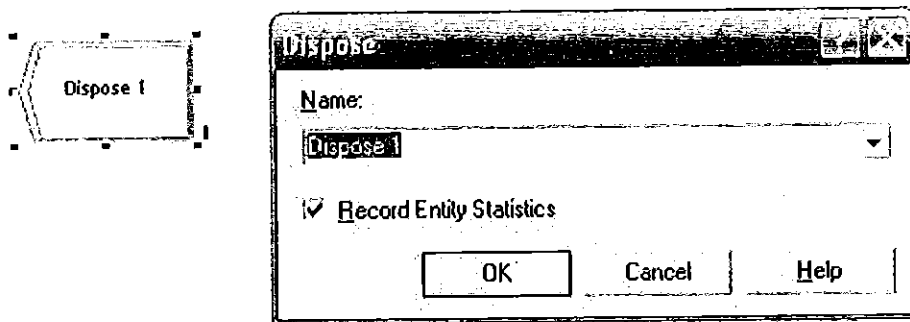 Dispose 1
Dispose
Name:
Dispose 1
Record Entity Statistics
OK Cancel Help